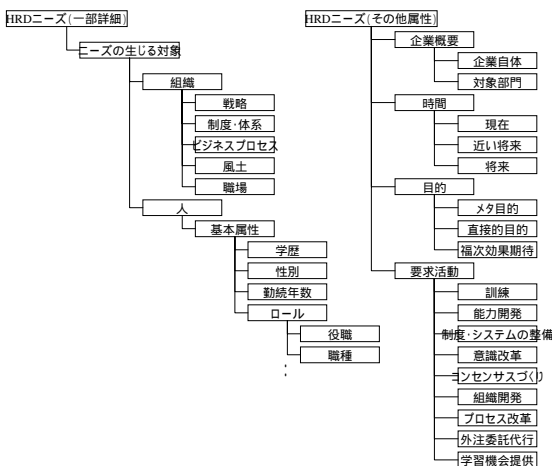 HRDニーズ(一部詳細)
ニーズの生じる対象
組織
戦略
制度・体系
ビジネスプロセス
風土
職場
人
基本属性
学歴
性別
勤続年数
ロール
役職
職種
:
HRDニーズ(その他属性)
企業概要
企業自体
対象部門
時間
現在
近い将来
将来
目的
メタ目的
直接的目的
福次効果期待
要求活動
訓練
能力開発
制度・システムの整備
意識改革
コンセンサスづくり
組織開発
プロセス改革
外注委託代行
学習機会提供